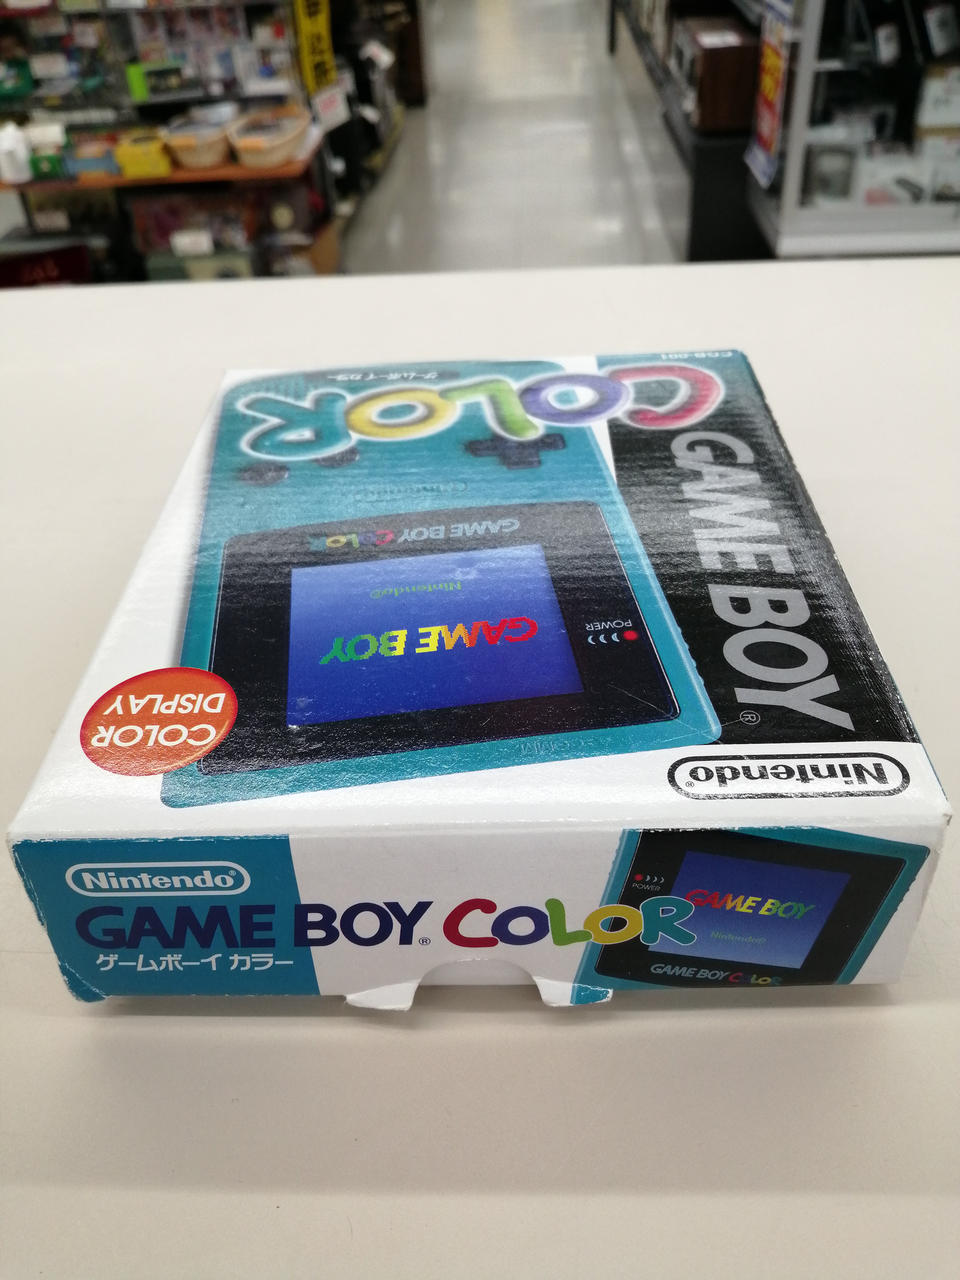 CGB-001
COLOR
GAME BOY®
ゲームボーイカラー
Nintendo
GAME BOY COLOR
Nintendo®
GAME BOY
POWER
COLOR
DISPLAY
Nintendo®
Nintendo®
GAME BOY® COLOR
ゲームボーイ カラー
POWER
GAME BOY
Nintendo®
GAME BOY COLOR